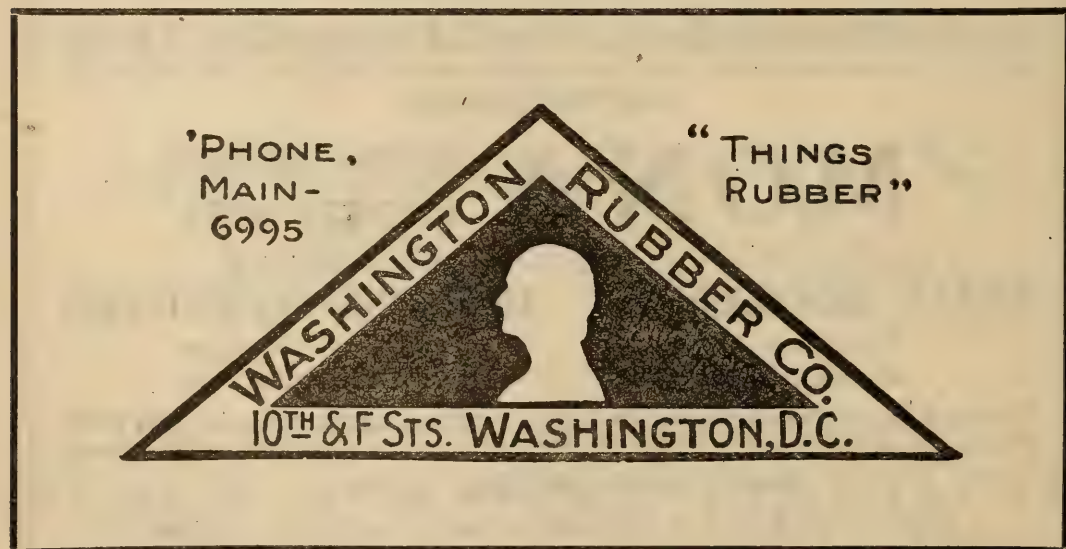 'PHONE,
MAIN-
6995
"THINGS
RUBBER"
WASHINGTON RUBBER CO.
10TH & F STS. WASHINGTON, D.C.